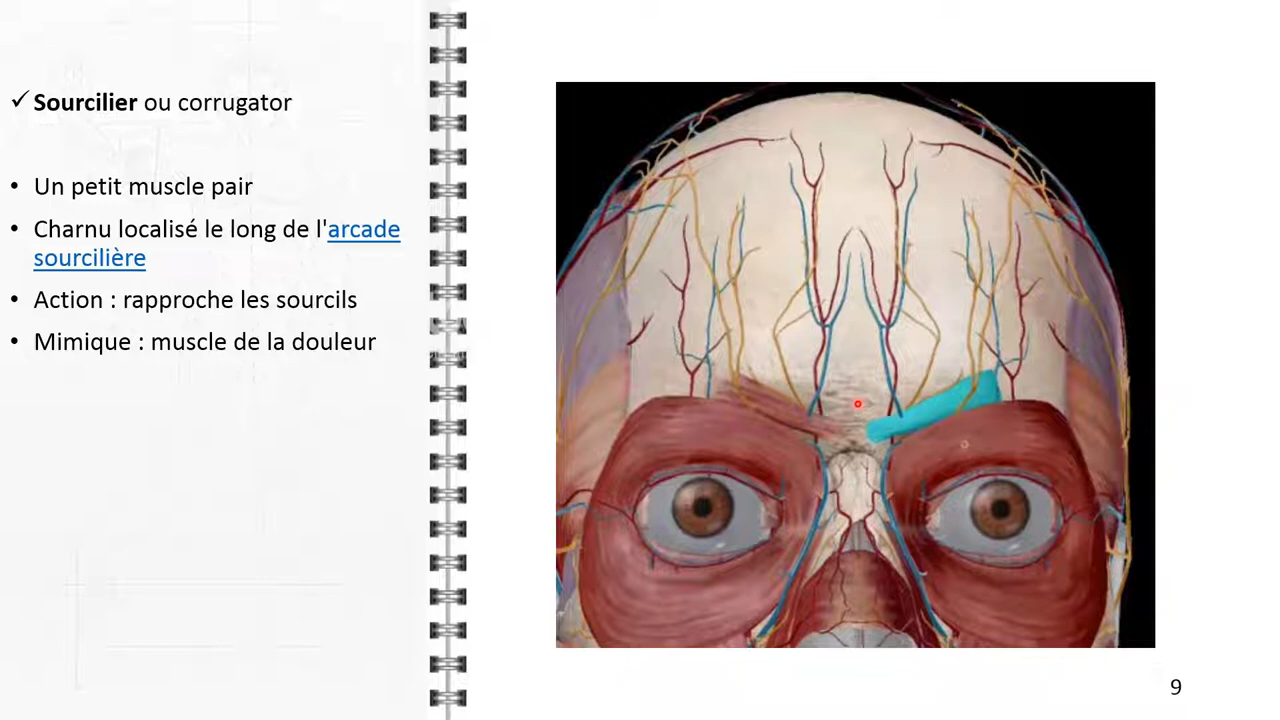 ✓ Sourcilier ou corrugator
• Un petit muscle pair
• Charnu localisé le long de l'arcade
sourcilière
• Action : rapproche les sourcils
• Mimique : muscle de la douleur
9